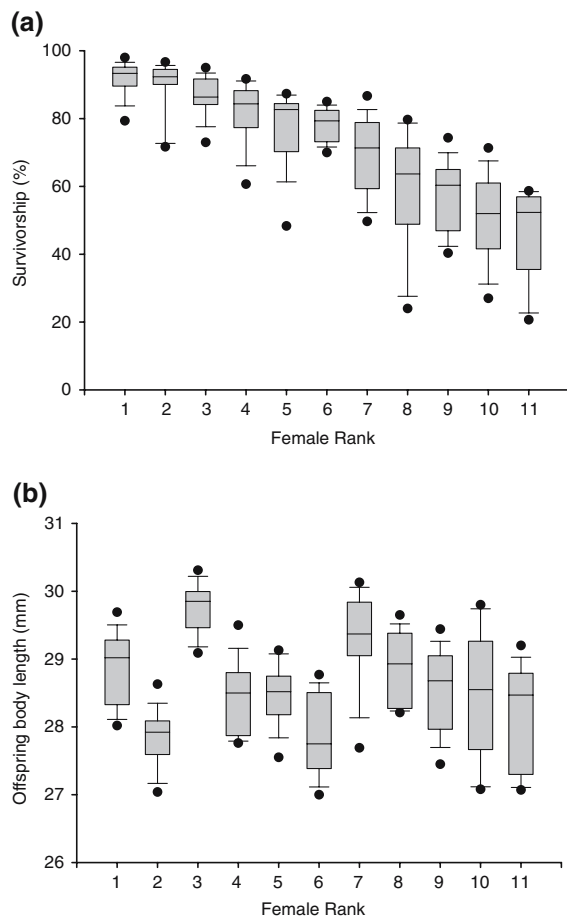 (a)
100
80
60
40
20
0
Survivorship (%)
1 2 3 4 5 6 7 8 9 10 11
Female Rank
(b)
31
30
29
28
27
26
Offspring body length (mm)
1 2 3 4 5 6 7 8 9 10 11
Female Rank